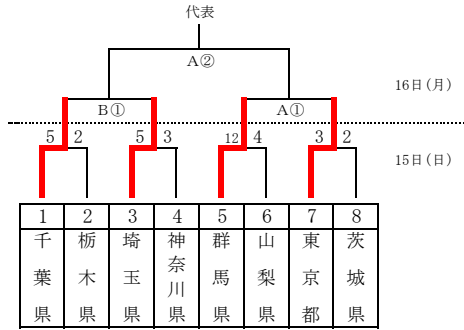 代表
A②
16日(月)
B①
A①
5 2 5 3 12 4 3 2
15日(日)
1 2 3 4 5 6 7 8
千葉県
栃木県
埼玉県
神奈川県
群馬県
山梨県
東京都
茨城県